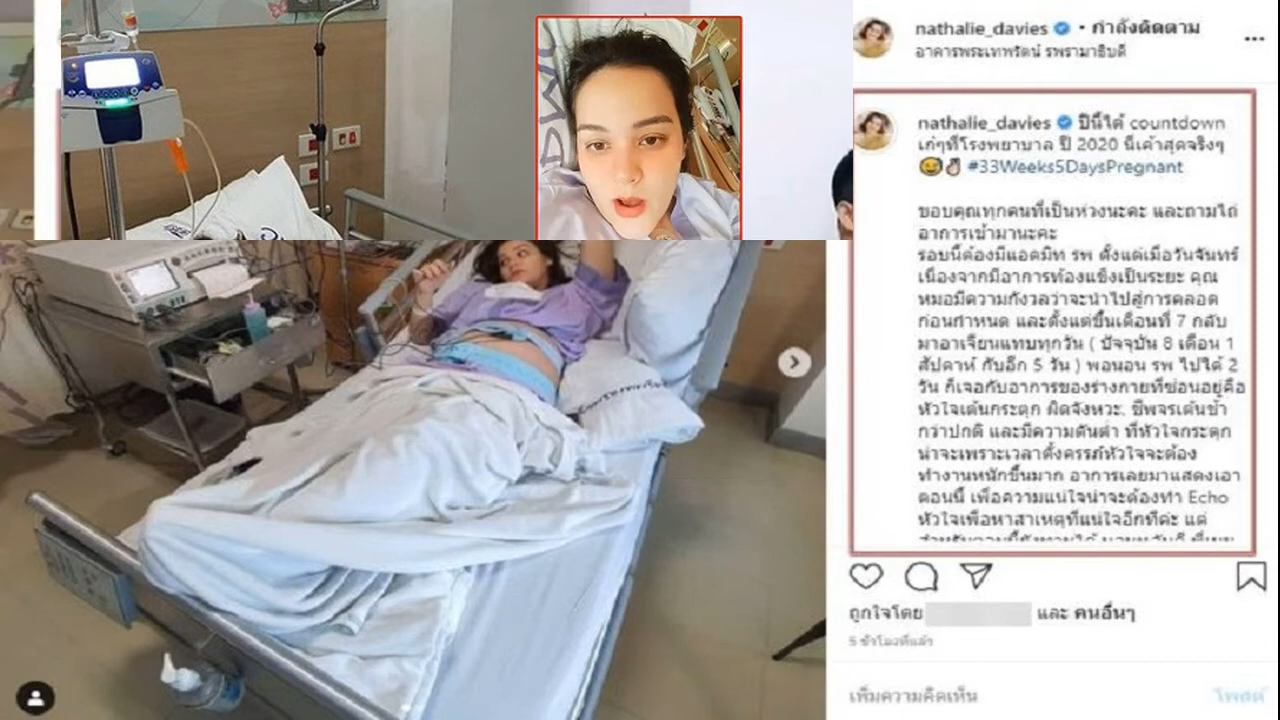 nathalie_davies • กำลังติดตาม
อาคารพระเทพรัตน์ รพรามาธิบดี
nathalie_davies ปีนี้ได้ countdown
เก๋ๆที่โรงพยาบาล ปี 2020 นี่เค้าสุดจริงๆ
😅✌🏻 #33Weeks5DaysPregnant
ขอบคุณทุกคนที่เป็นห่วงนะคะ และถามไถ่
อาการเข้ามานะคะ
รอบนี้ต้องมีแอดมิท รพ ตั้งแต่เมื่อวันจันทร์
เนื่องจากมีอาการท้องแข็งเป็นระยะ คุณ
หมอมีความกังวลว่าจะนำไปสู่การคลอด
ก่อนกำหนด และตั้งแต่ขึ้นเดือนที่ 7 กลับ
มาอาเจียนแทบทุกวัน ( ปัจจุบัน 8 เดือน 1
สัปดาห์ กับอีก 5 วัน ) พอนอน รพ ไปได้ 2
วัน ก็เจอกับอาการของร่างกายที่ซ่อนอยู่คือ
หัวใจเต้นกระตุก ผิดจังหวะ, ชีพจรเต้นช้า
กว่าปกติ และมีความดันต่ำ ที่หัวใจกระตุก
น่าจะเพราะเวลาตั้งครรภ์หัวใจจะต้อง
ทำงานหนักขึ้นมาก อาการเลยมาแสดงเอา
ตอนนี้ เพื่อความแน่ใจน่าจะต้องทำ Echo
หัวใจเพื่อหาสาเหตุที่แน่ใจอีกทีค่ะ แต่
ถูกใจโดย และ คนอื่นๆ
5 ชั่วโมงที่แล้ว
เพิ่มความคิดเห็น โพสต์